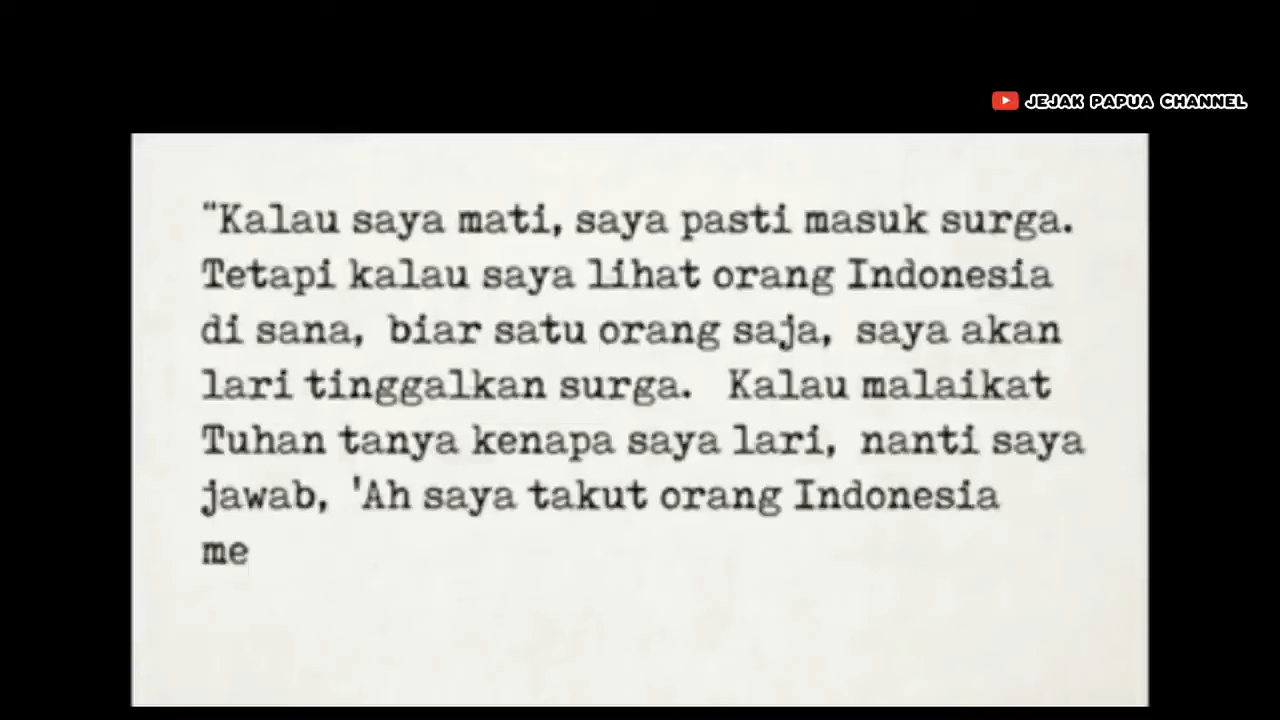 JEJAK PAPUA CHANNEL
"Kalau saya mati, saya pasti masuk surga.
Tetapi kalau saya lihat orang Indonesia
di sana, biar satu orang saja, saya akan
lari tinggalkan surga. Kalau malaikat
Tuhan tanya kenapa saya lari, nanti saya
jawab, 'Ah saya takut orang Indonesia
me